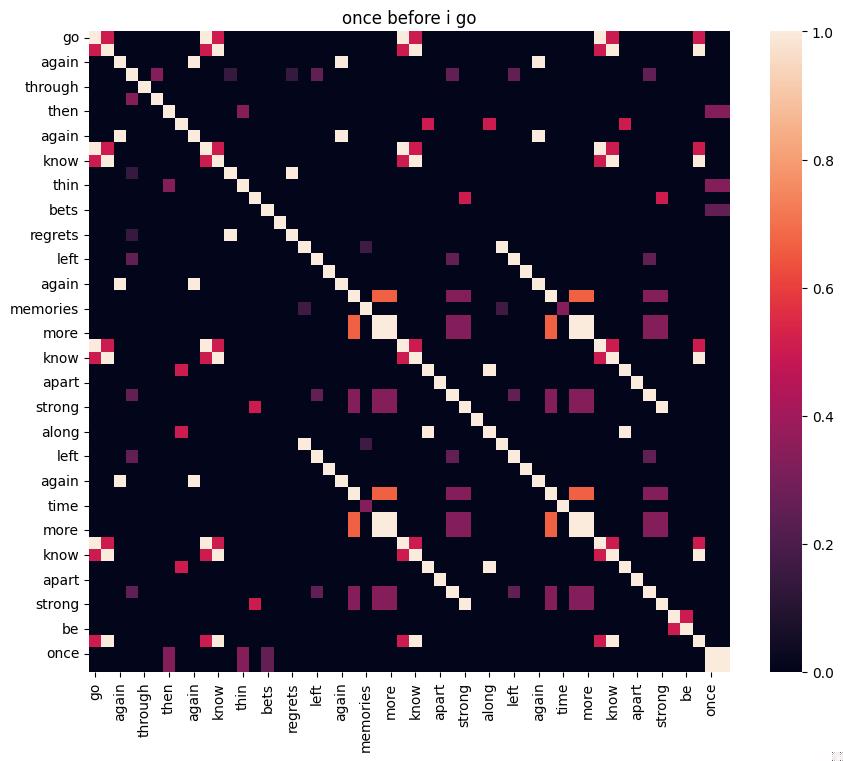 once before i go
go
again
through
then
again
know
thin
bets
regrets
left
again
memories
more
know
apart
strong
along
left
again
time
more
know
apart
strong
be
once
go
again
through
then
again
know
thin
bets
regrets
left
again
memories
more
know
apart
strong
along
left
again
time
more
know
apart
strong
be
once
1.0
0.8
0.6
0.4
0.2
0.0